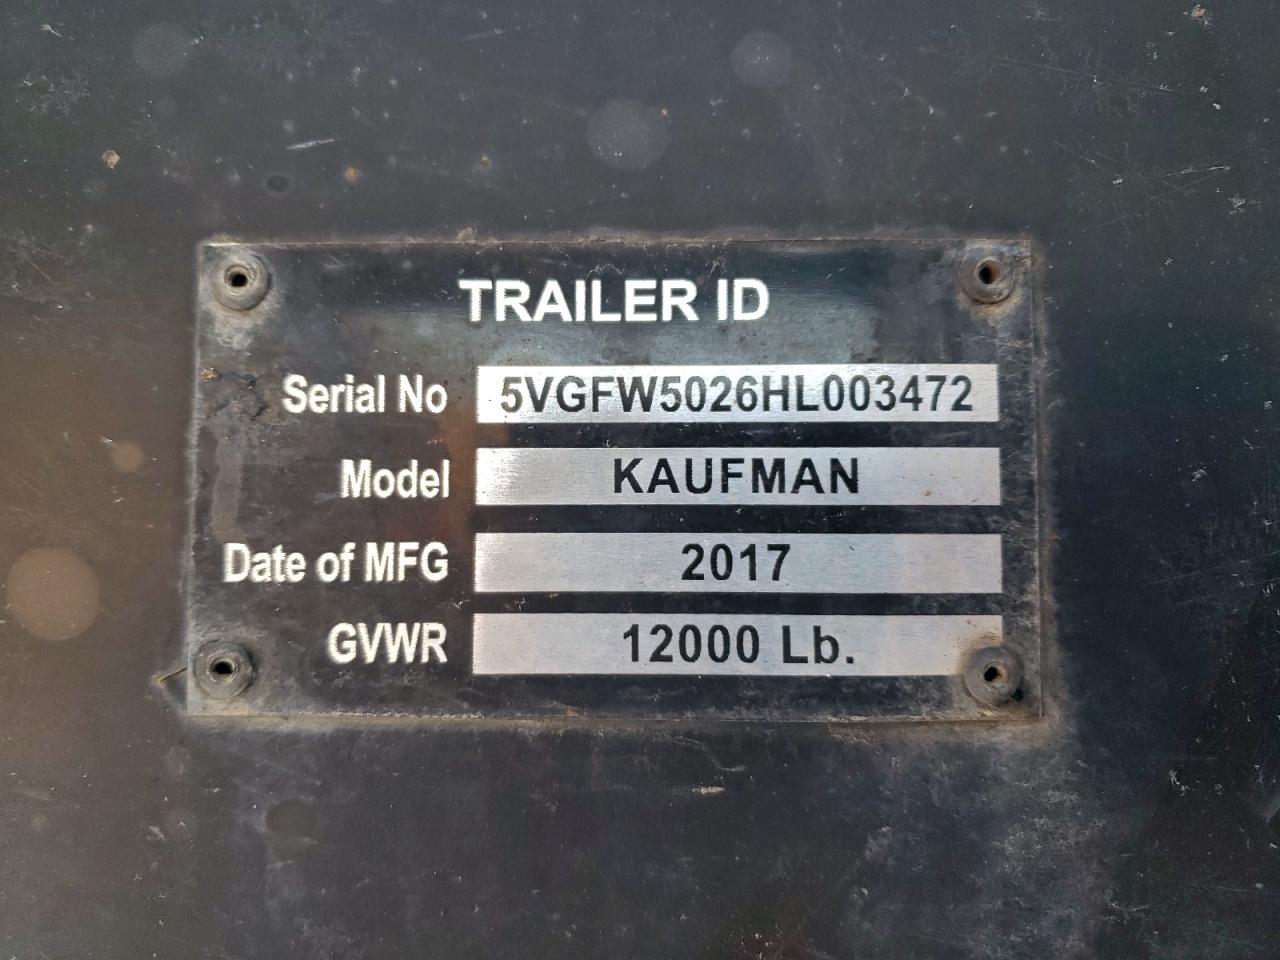 TRAILER ID
Serial No 5VGFW5026HL003472
Model KAUFMAN
Date of MFG 2017
GVWR 12000 Lb.